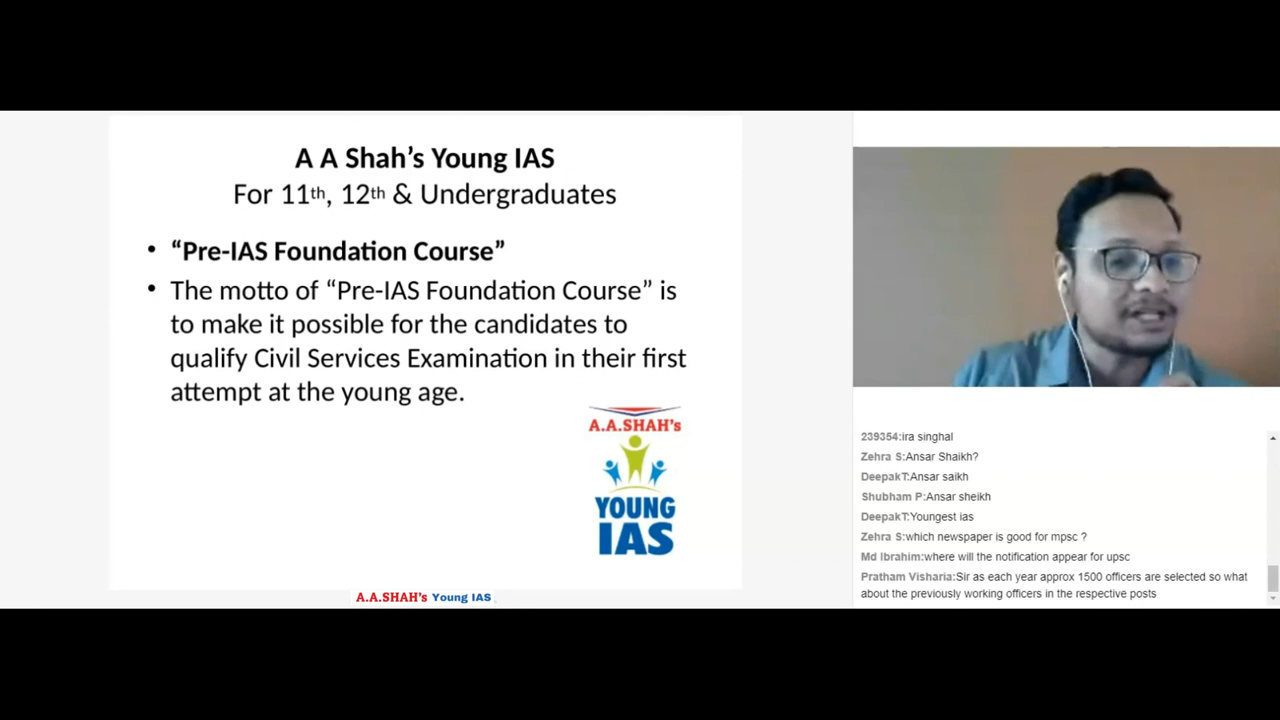 A A Shah’s Young IAS
For 11th, 12th & Undergraduates
• “Pre-IAS Foundation Course”
• The motto of “Pre-IAS Foundation Course” is
to make it possible for the candidates to
qualify Civil Services Examination in their first
attempt at the young age.
A.A.SHAH's
YOUNG
IAS
A.A.SHAH's Young IAS
239354:ira singhal
Zehra S:Ansar Shaikh?
DeepakT:Ansar saikh
Shubham P:Ansar sheikh
DeepakT:Youngest ias
Zehra S:which newspaper is good for mpsc ?
Md Ibrahim:where will the notification appear for upsc
Pratham Visharia:Sir as each year approx 1500 officers are selected so what
about the previously working officers in the respective posts